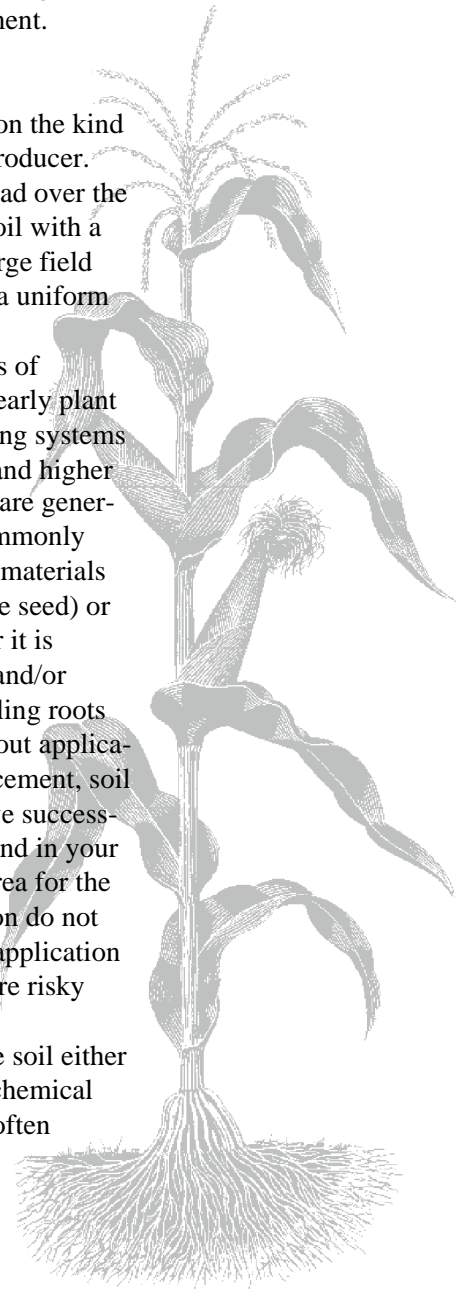 nent.
on the kind
roducer.
ad over the
oil with a
rge field
a uniform
s of
early plant
ing systems
and higher
are gener-
mmonly
materials
e seed) or
r it is
and/or
ling roots
out applica-
cement, soil
ve success-
nd in your
rea for the
on do not
application
re risky
e soil either
chemical
often